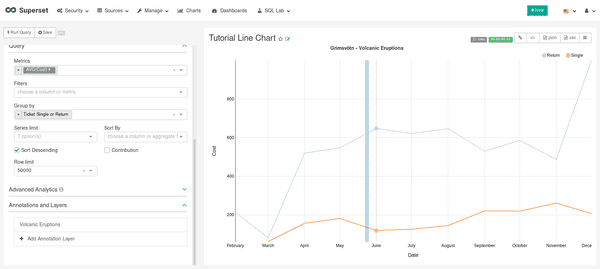 Superset
Security
Sources
Manage
Charts
Dashboards
SQL Lab
New
Run Query
Save
Query
Metrics
AVG(Cost)
Filters
choose a column or metric
Group by
Ticket Single or Return
Series limit
Sort By
7 option(s)
choose a column or aggregate f
Sort Descending
Contribution
Row limit
50000
Advanced Analytics
Annotations and Layers
Volcanic Eruptions
+ Add Annotation Layer
Tutorial Line Chart
.json
.csv
Grímsvötn - Volcanic Eruptions
Return
Single
Cost
800
600
400
200
February
March
April
May
June
July
August
September
October
November
Dece
Date